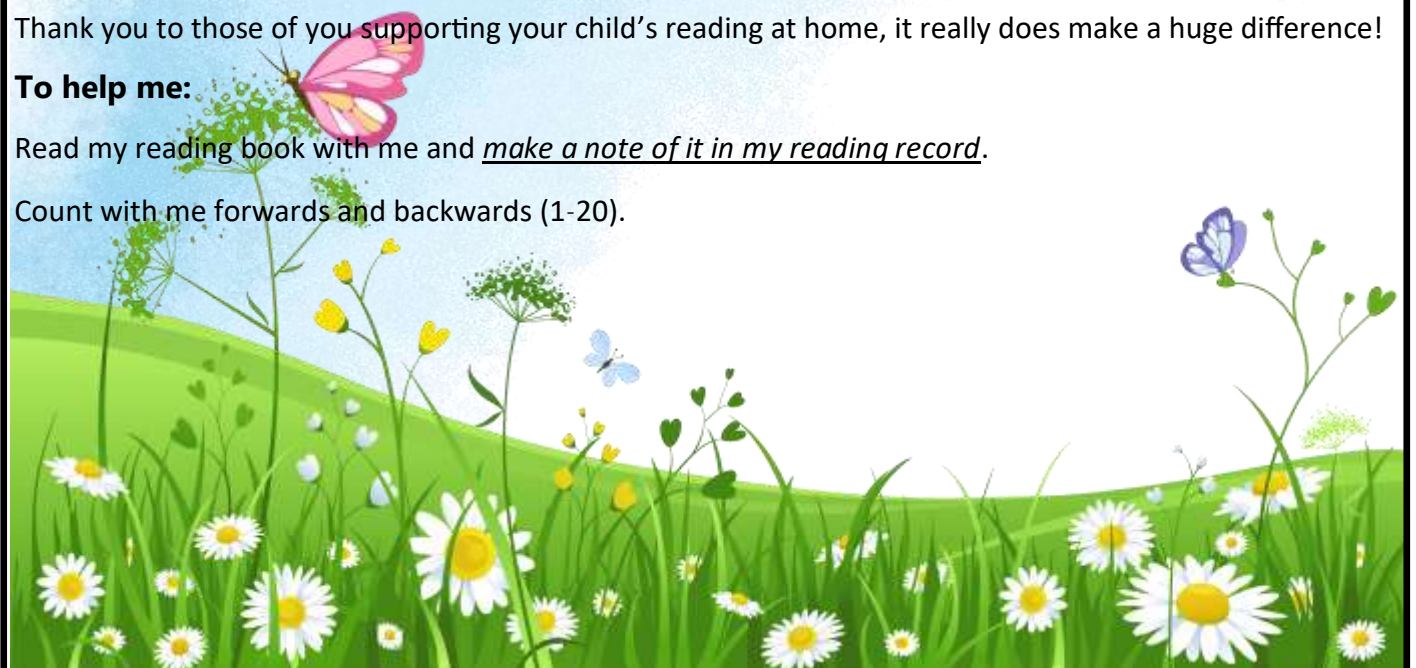 Thank you to those of you supporting your child’s reading at home, it really does make a huge difference!
To help me:
Read my reading book with me and make a note of it in my reading record.
Count with me forwards and backwards (1-20).